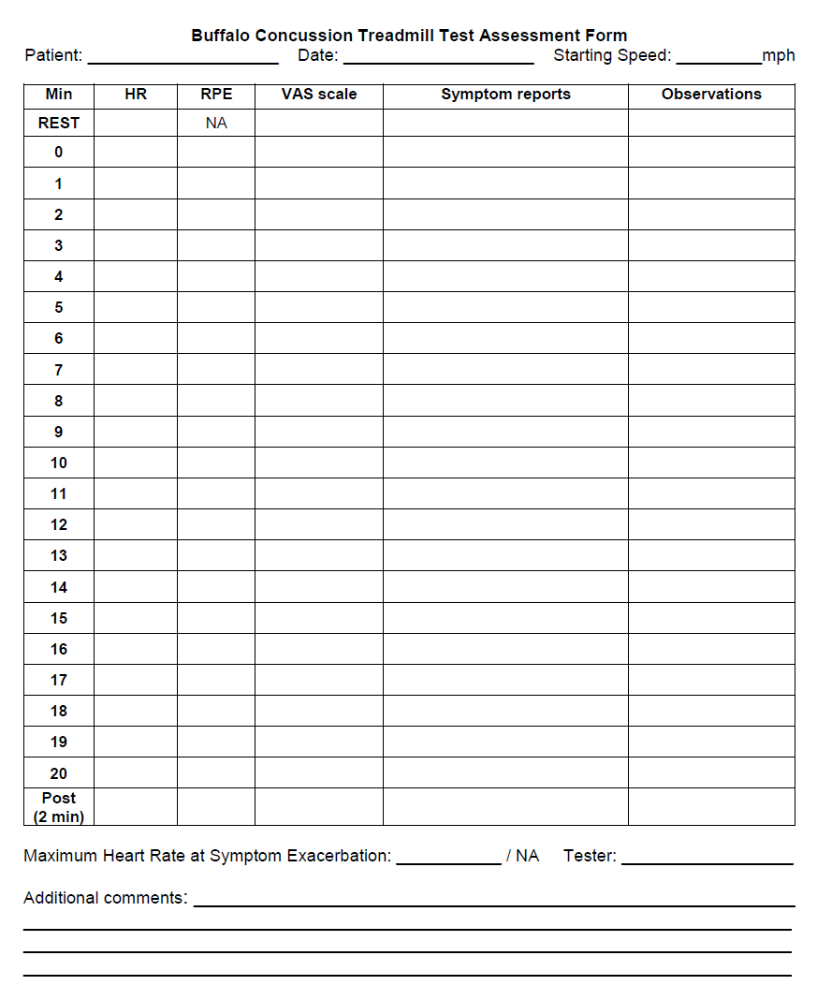 Buffalo Concussion Treadmill Test Assessment Form
Patient: ____________________ Date: ____________________ Starting Speed: _________mph
Min HR RPE VAS scale Symptom reports Observations
REST NA
0
1
2
3
4
5
6
7
8
9
10
11
12
13
14
15
16
17
18
19
20
Post
(2 min)
Maximum Heart Rate at Symptom Exacerbation: ___________ / NA Tester: __________________
Additional comments: ____________________